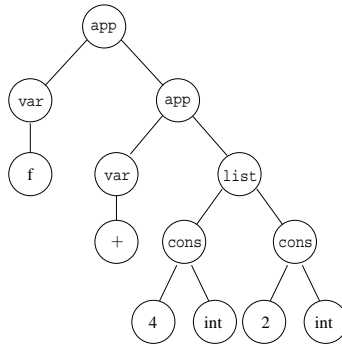 app
var app
f var list
+ cons cons
4 int 2 int